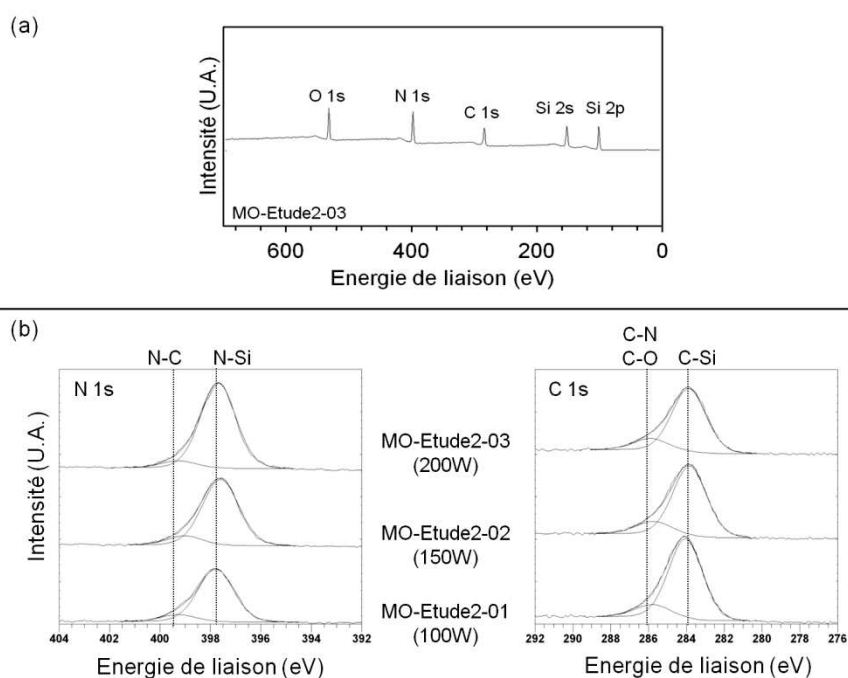 (a)
Intensité (U.A.)
O 1s
N 1s
C 1s
Si 2s
Si 2p
MO-Etude2-03
600
400
200
0
Energie de liaison (eV)
(b)
N-C
N-Si
N 1s
Intensité (U.A.)
404
402
400
398
396
394
392
Energie de liaison (eV)
MO-Etude2-03
(200W)
MO-Etude2-02
(150W)
MO-Etude2-01
(100W)
C-N
C-O
C-Si
C 1s
292
290
288
286
284
282
280
278
276
Energie de liaison (eV)